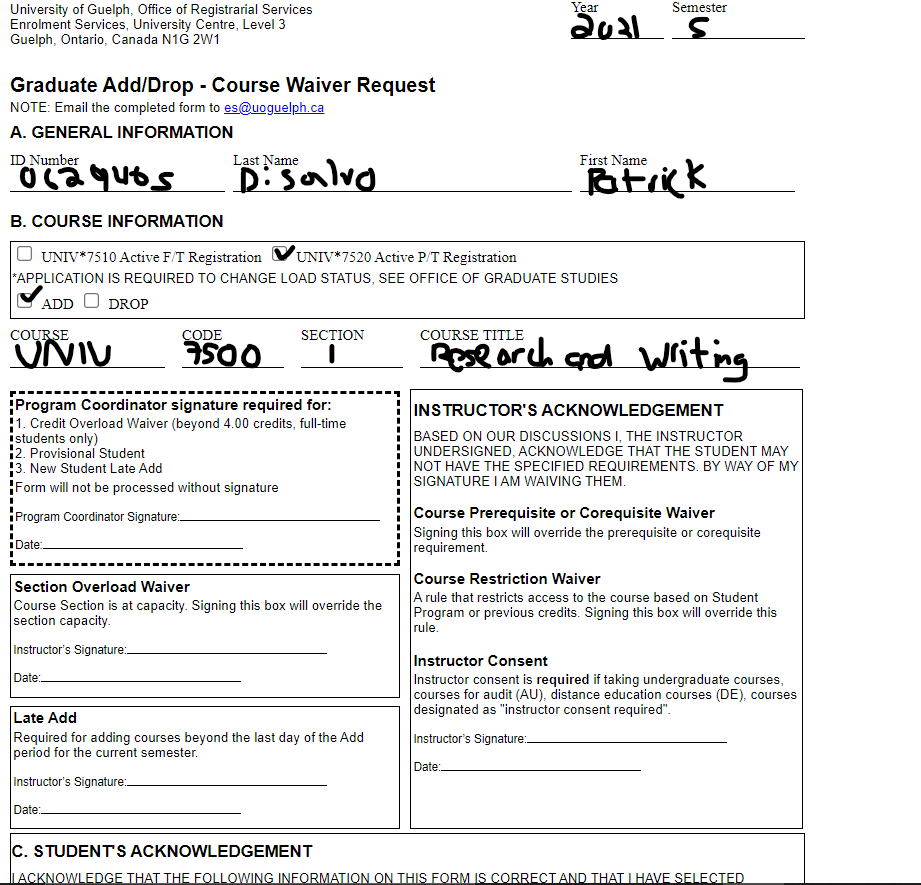 University of Guelph, Office of Registrarial Services
Enrolment Services, University Centre, Level 3
Guelph, Ontario, Canada N1G 2W1
Year Semester
2021 5
Graduate Add/Drop - Course Waiver Request
NOTE: Email the completed form to es@uoguelph.ca
A. GENERAL INFORMATION
ID Number Last Name First Name
0629465 Disalvo Patrick
B. COURSE INFORMATION
UNIV*7510 Active F/T Registration UNIV*7520 Active P/T Registration
*APPLICATION IS REQUIRED TO CHANGE LOAD STATUS, SEE OFFICE OF GRADUATE STUDIES
ADD DROP
COURSE CODE SECTION COURSE TITLE
UNIV 7500 1 Research and Writing
Program Coordinator signature required for:
1. Credit Overload Waiver (beyond 4.00 credits, full-time
students only)
2. Provisional Student
3. New Student Late Add
Form will not be processed without signature
Program Coordinator Signature:
Date:
Section Overload Waiver
Course Section is at capacity. Signing this box will override the
section capacity.
Instructor's Signature:
Date:
Late Add
Required for adding courses beyond the last day of the Add
period for the current semester.
Instructor's Signature:
Date:
INSTRUCTOR'S ACKNOWLEDGEMENT
BASED ON OUR DISCUSSIONS I, THE INSTRUCTOR
UNDERSIGNED, ACKNOWLEDGE THAT THE STUDENT MAY
NOT HAVE THE SPECIFIED REQUIREMENTS. BY WAY OF MY
SIGNATURE I AM WAIVING THEM.
Course Prerequisite or Corequisite Waiver
Signing this box will override the prerequisite or corequisite
requirement.
Course Restriction Waiver
A rule that restricts access to the course based on Student
Program or previous credits. Signing this box will override this
rule.
Instructor Consent
Instructor consent is required if taking undergraduate courses,
courses for audit (AU), distance education courses (DE), courses
designated as "instructor consent required".
Instructor's Signature:
Date:
C. STUDENT'S ACKNOWLEDGEMENT
I ACKNOWLEDGE THAT THE FOLLOWING INFORMATION ON THIS FORM IS CORRECT AND THAT I HAVE SELECTED